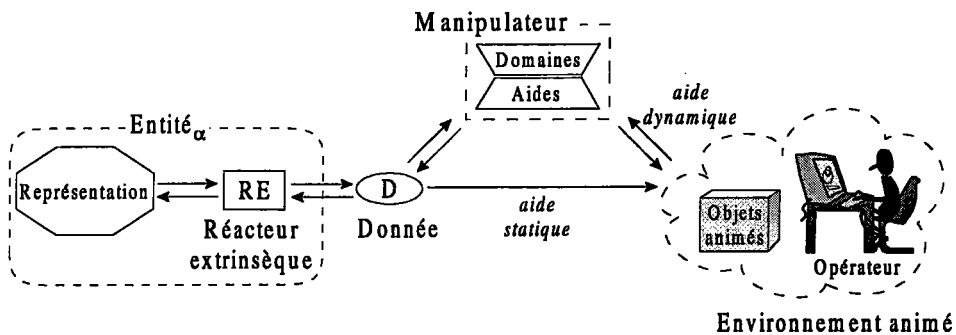 Manipulateur
Domaines
Aides
aide
dynamique
Entitéα
Représentation
RE
D
Réacteur
extrinsèque
Donnée
aide
statique
Objets
animés
Opérateur
Environnement animé